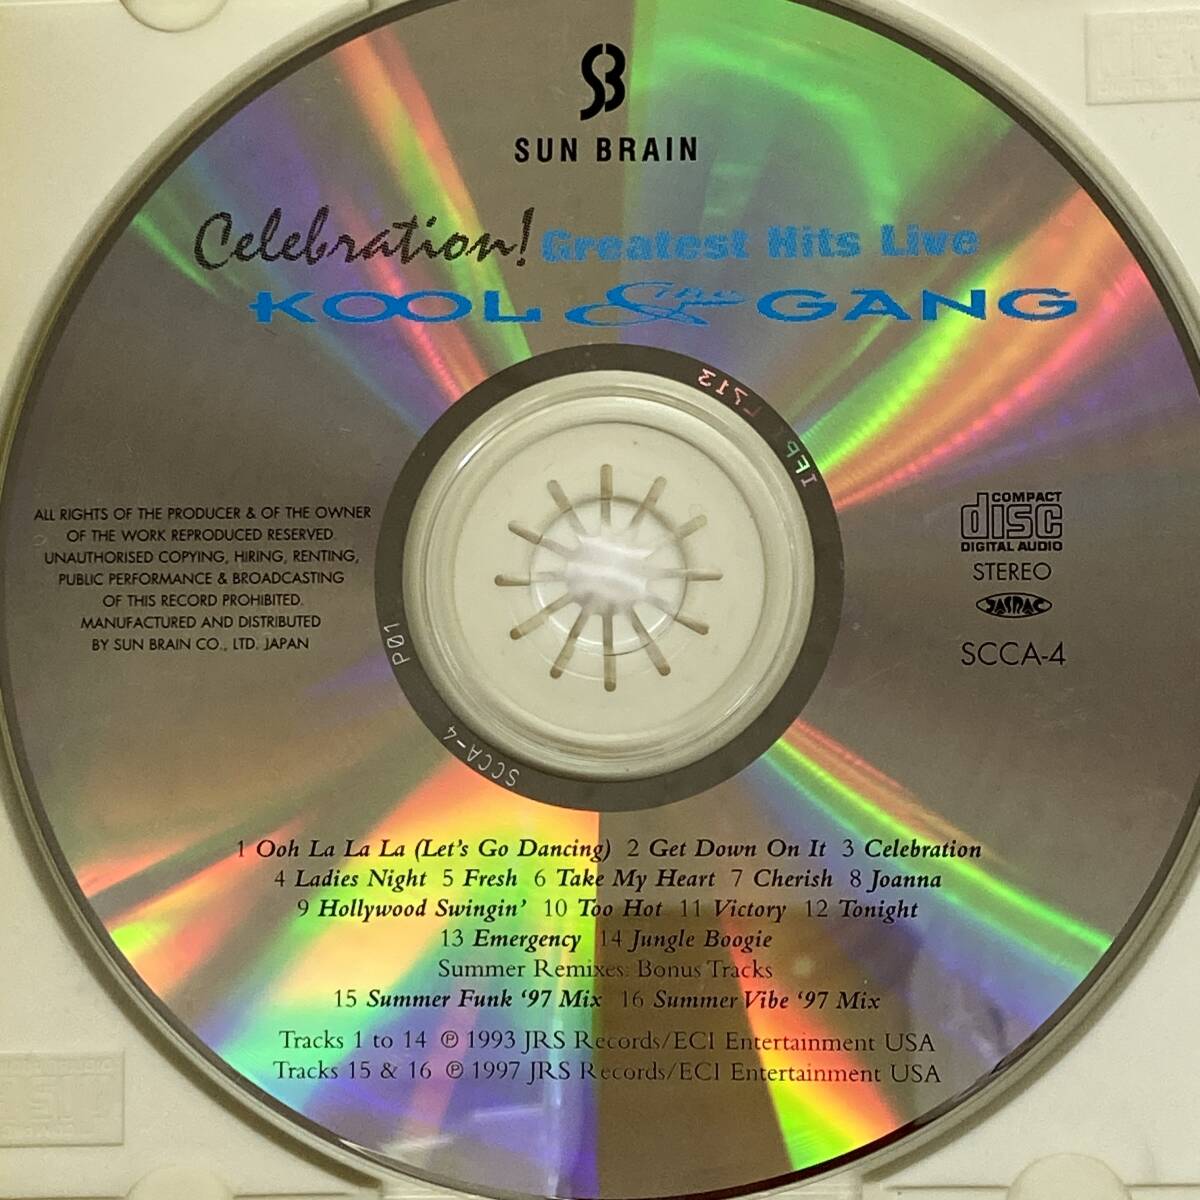 SB
SUN BRAIN
Celebration! Greatest Hits Live
KOOL & The GANG
ALL RIGHTS OF THE PRODUCER & OF THE OWNER
OF THE WORK REPRODUCED RESERVED.
UNAUTHORISED COPYING, HIRING, RENTING,
PUBLIC PERFORMANCE & BROADCASTING
OF THIS RECORD PROHIBITED.
MANUFACTURED AND DISTRIBUTED
BY SUN BRAIN CO., LTD. JAPAN
COMPACT
disc
DIGITAL AUDIO
STEREO
JASRAC
SCCA-4
P01
SCCA-4
1 Ooh La La La (Let's Go Dancing) 2 Get Down On It 3 Celebration
4 Ladies Night 5 Fresh 6 Take My Heart 7 Cherish 8 Joanna
9 Hollywood Swingin' 10 Too Hot 11 Victory 12 Tonight
13 Emergency 14 Jungle Boogie
Summer Remixes: Bonus Tracks
15 Summer Funk '97 Mix 16 Summer Vibe '97 Mix
Tracks 1 to 14 ℗ 1993 JRS Records/ECI Entertainment USA
Tracks 15 & 16 ℗ 1997 JRS Records/ECI Entertainment USA